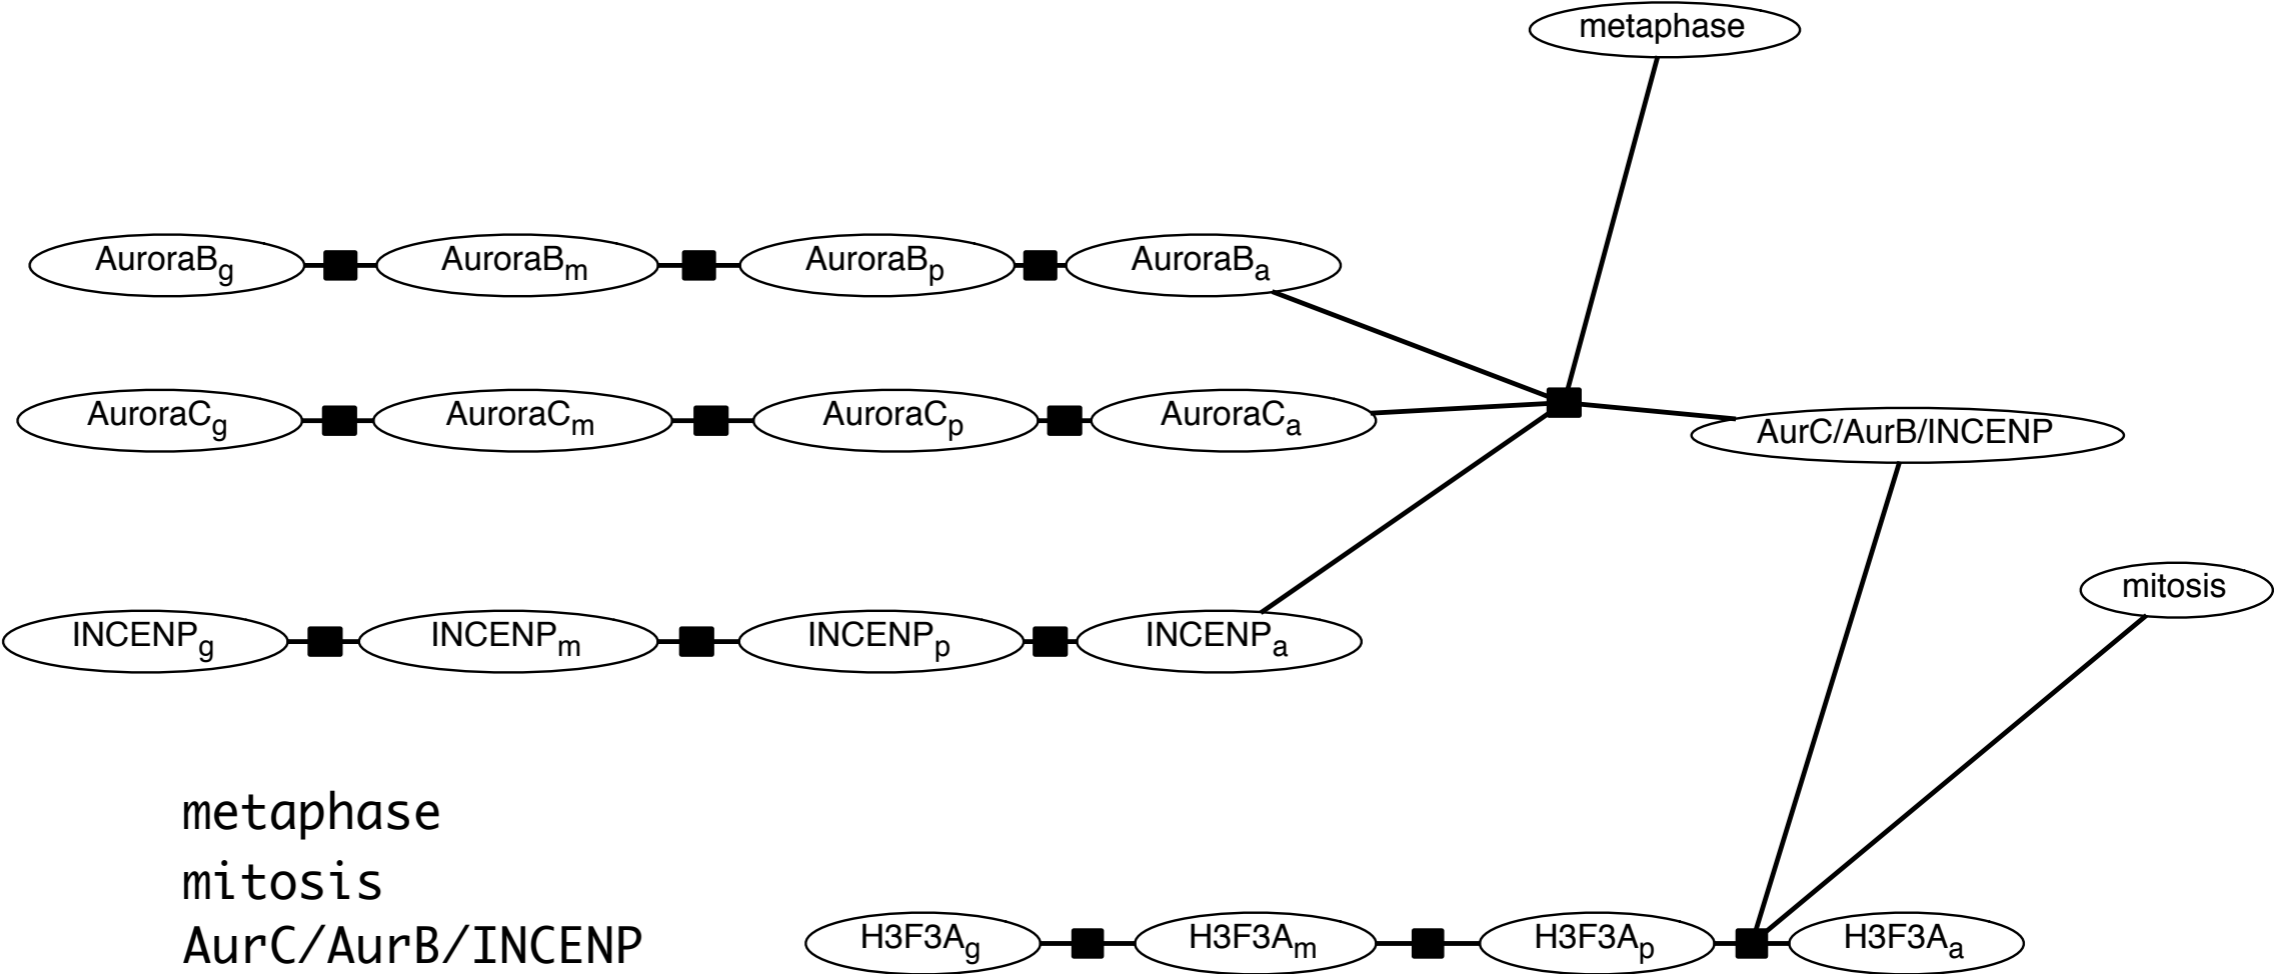 metaphase
AuroraBg AuroraBm AuroraBp AuroraBa
AuroraCg AuroraCm AuroraCp AuroraCa
AurC/AurB/INCENP
mitosis
INCENPg INCENPm INCENPp INCENPa
metaphase
mitosis
AurC/AurB/INCENP
H3F3Ag H3F3Am H3F3Ap H3F3Aa